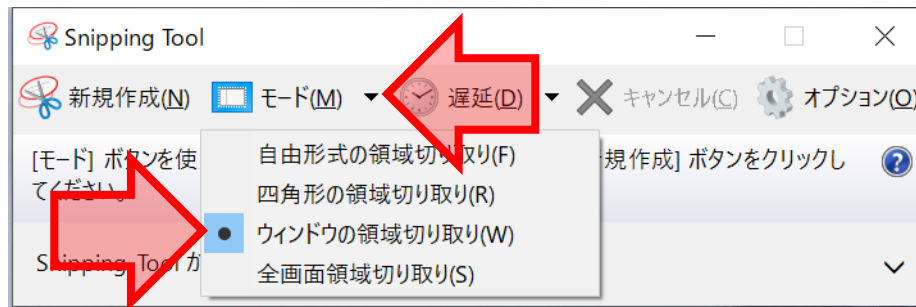 Snipping Tool
新規作成(N) モード(M) 遅延(D) キャンセル(C) オプション(O)
[モード] ボタンを使 規作成] ボタンをクリックし
てください。
自由形式の領域切り取り(F)
四角形の領域切り取り(R)
ウィンドウの領域切り取り(W)
全画面領域切り取り(S)
Snipping Tool が